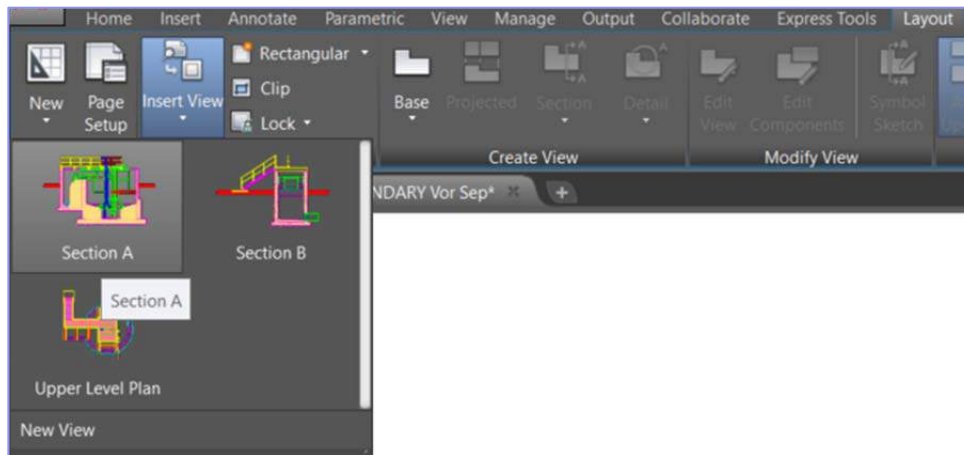 Home Insert Annotate Parametric View Manage Output Collaborate Express Tools Layout
New
Page Setup
Insert View
Rectangular
Clip
Lock
Base
Projected
Section
Detail
Edit View
Edit Components
Symbol Sketch
Create View
Modify View
NDARY Vor Sep*
Section A
Section B
Section A
Upper Level Plan
New View